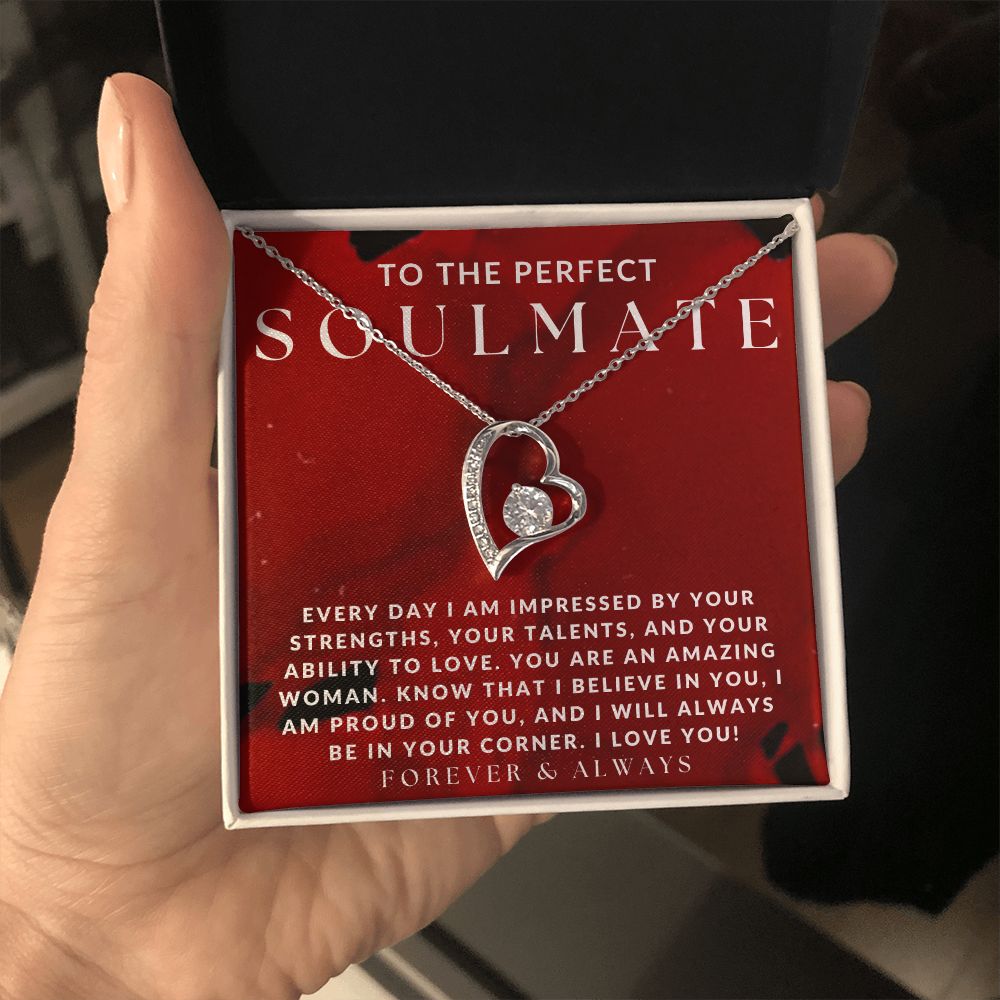 TO THE PERFECT
SOULMATE
EVERY DAY I AM IMPRESSED BY YOUR
STRENGTHS, YOUR TALENTS, AND YOUR
ABILITY TO LOVE. YOU ARE AN AMAZING
WOMAN. KNOW THAT I BELIEVE IN YOU, I
AM PROUD OF YOU, AND I WILL ALWAYS
BE IN YOUR CORNER. I LOVE YOU!
FOREVER & ALWAYS